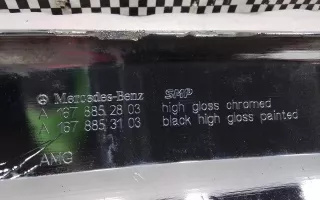 Mercedes-Benz SMP
A 167 885 28 03 high gloss chromed
A 167 885 31 03 black high gloss painted
AMG